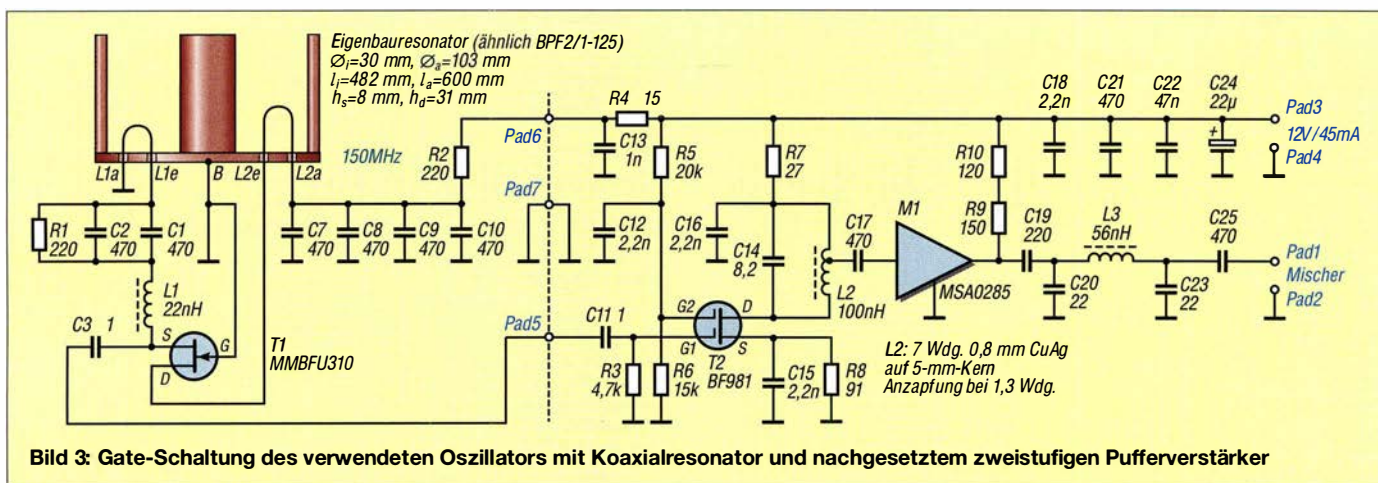 Eigenbauresonator (ähnlich BPF2/1-125)
Øi=30 mm, Øa=103 mm
li=482 mm, la=600 mm
hs=8 mm, hd=31 mm
L1a
L1e
B
L2e
L2a
150MHz
R1
220
C2
470
C1
470
L1
22nH
C3 1
S
D
G
T1
MMBFU310
C7
470
C8
470
C9
470
C10
470
R2
220
Pad6
Pad7
Pad5
R4 15
C13
1n
R5
20k
C12
2,2n
C11 1
R3
4,7k
R6
15k
G2
G1
D
S
T2
BF981
C16
2,2n
R7
27
C14
8,2
C15
2,2n
R8
91
L2
100nH
C17
470
M1
MSA0285
R10
120
R9
150
C18
2,2n
C21
470
C22
47n
C24
22µ
+
Pad3
12V/45mA
Pad4
C19
220
C20
22
L3
56nH
C23
22
C25
470
Pad1
Mischer
Pad2
L2: 7 Wdg. 0,8 mm CuAg
auf 5-mm-Kern
Anzapfung bei 1,3 Wdg.
Bild 3: Gate-Schaltung des verwendeten Oszillators mit Koaxialresonator und nachgesetztem zweistufigen Pufferverstärker